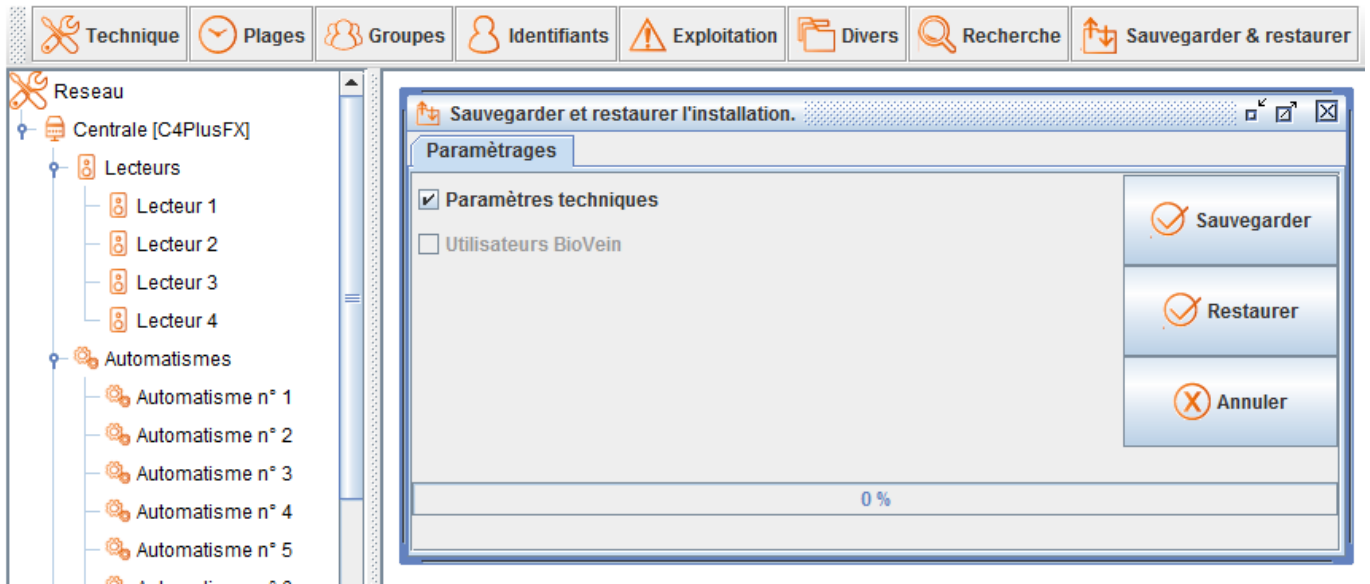 Technique Plages Groupes Identifiants Exploitation Divers Recherche Sauvegarder & restaurer
Reseau
Centrale [C4PlusFX]
Lecteurs
Lecteur 1
Lecteur 2
Lecteur 3
Lecteur 4
Automatismes
Automatisme n° 1
Automatisme n° 2
Automatisme n° 3
Automatisme n° 4
Automatisme n° 5
Sauvegarder et restaurer l'installation.
Paramètrages
Paramètres techniques
Utilisateurs BioVein
Sauvegarder
Restaurer
Annuler
0 %